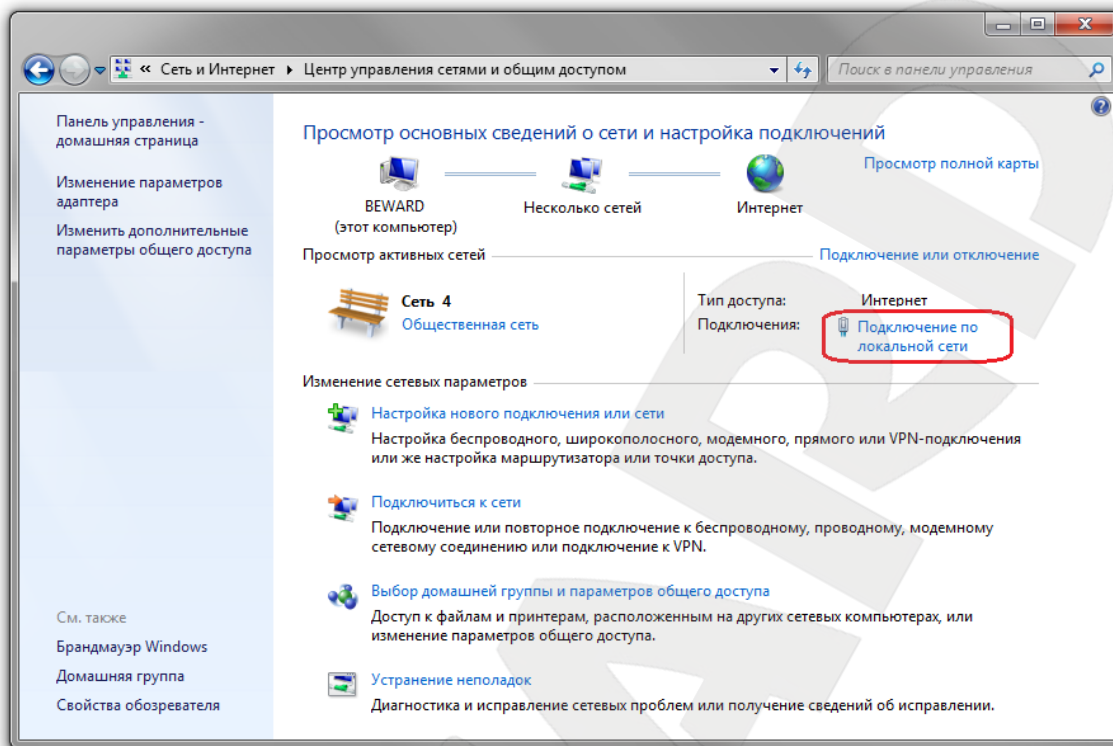 « Сеть и Интернет Центр управления сетями и общим доступом Поиск в панели управления
Панель управления -
домашняя страница
Изменение параметров
адаптера
Изменить дополнительные
параметры общего доступа
Просмотр основных сведений о сети и настройка подключений
Просмотр полной карты
BEWARD
(этот компьютер)
Несколько сетей
Интернет
Просмотр активных сетей
Подключение или отключение
Сеть 4
Общественная сеть
Тип доступа: Интернет
Подключения: Подключение по
локальной сети
Изменение сетевых параметров
Настройка нового подключения или сети
Настройка беспроводного, широкополосного, модемного, прямого или VPN-подключения
или же настройка маршрутизатора или точки доступа.
Подключиться к сети
Подключение или повторное подключение к беспроводному, проводному, модемному
сетевому соединению или подключение к VPN.
Выбор домашней группы и параметров общего доступа
Доступ к файлам и принтерам, расположенным на других сетевых компьютерах, или
изменение параметров общего доступа.
Устранение неполадок
Диагностика и исправление сетевых проблем или получение сведений об исправлении.
См. также
Брандмауэр Windows
Домашняя группа
Свойства обозревателя